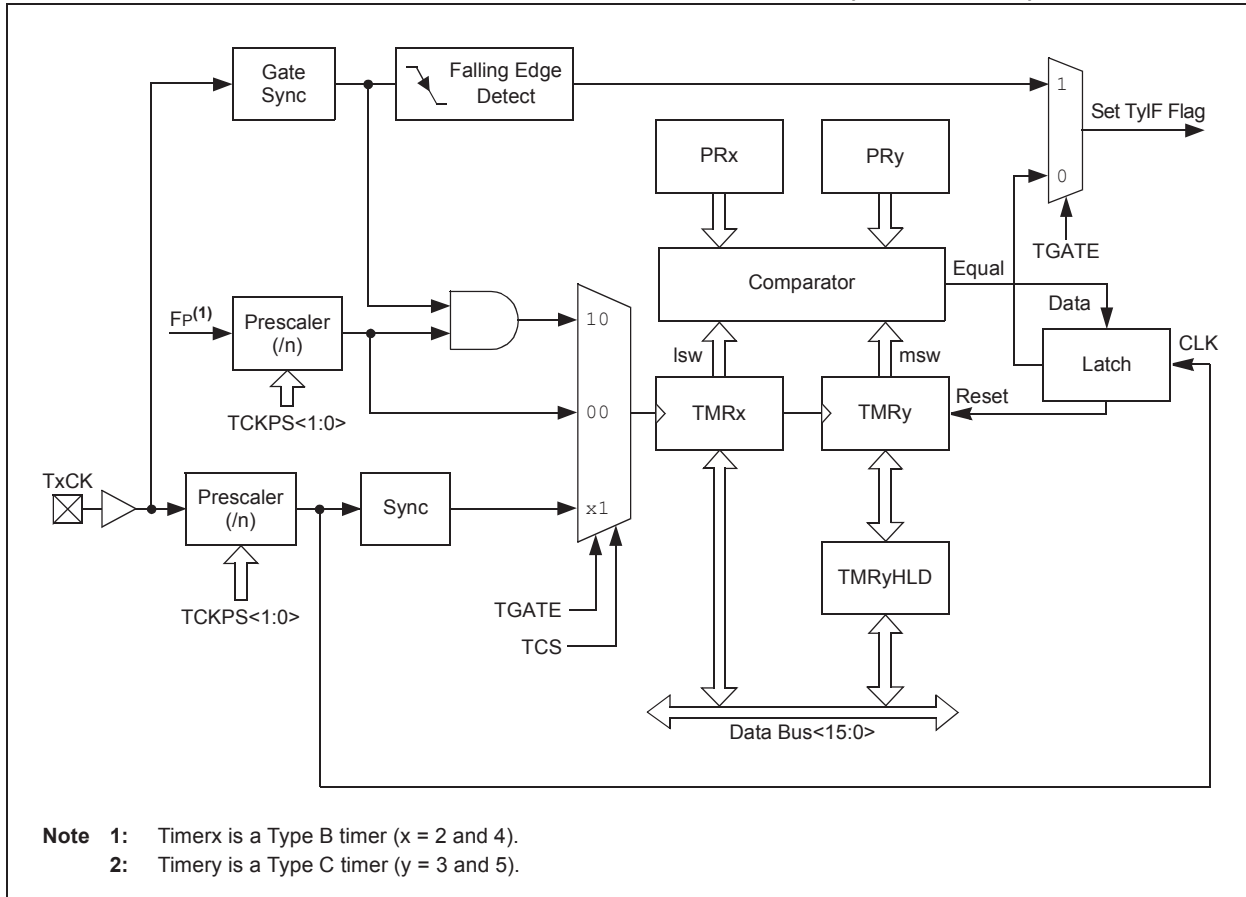 Gate
Sync
Falling Edge
Detect
1
Set TyIF Flag
PRx
PRy
0
TGATE
Comparator
Equal
Data
FP(1)
Prescaler
(/n)
10
CLK
lsw
msw
Latch
TCKPS<1:0>
00
TMRx
TMRy
Reset
TxCK
Prescaler
(/n)
Sync
x1
TMRyHLD
TCKPS<1:0>
TGATE
TCS
Data Bus<15:0>
Note 1: Timerx is a Type B timer (x = 2 and 4).
2: Timery is a Type C timer (y = 3 and 5).